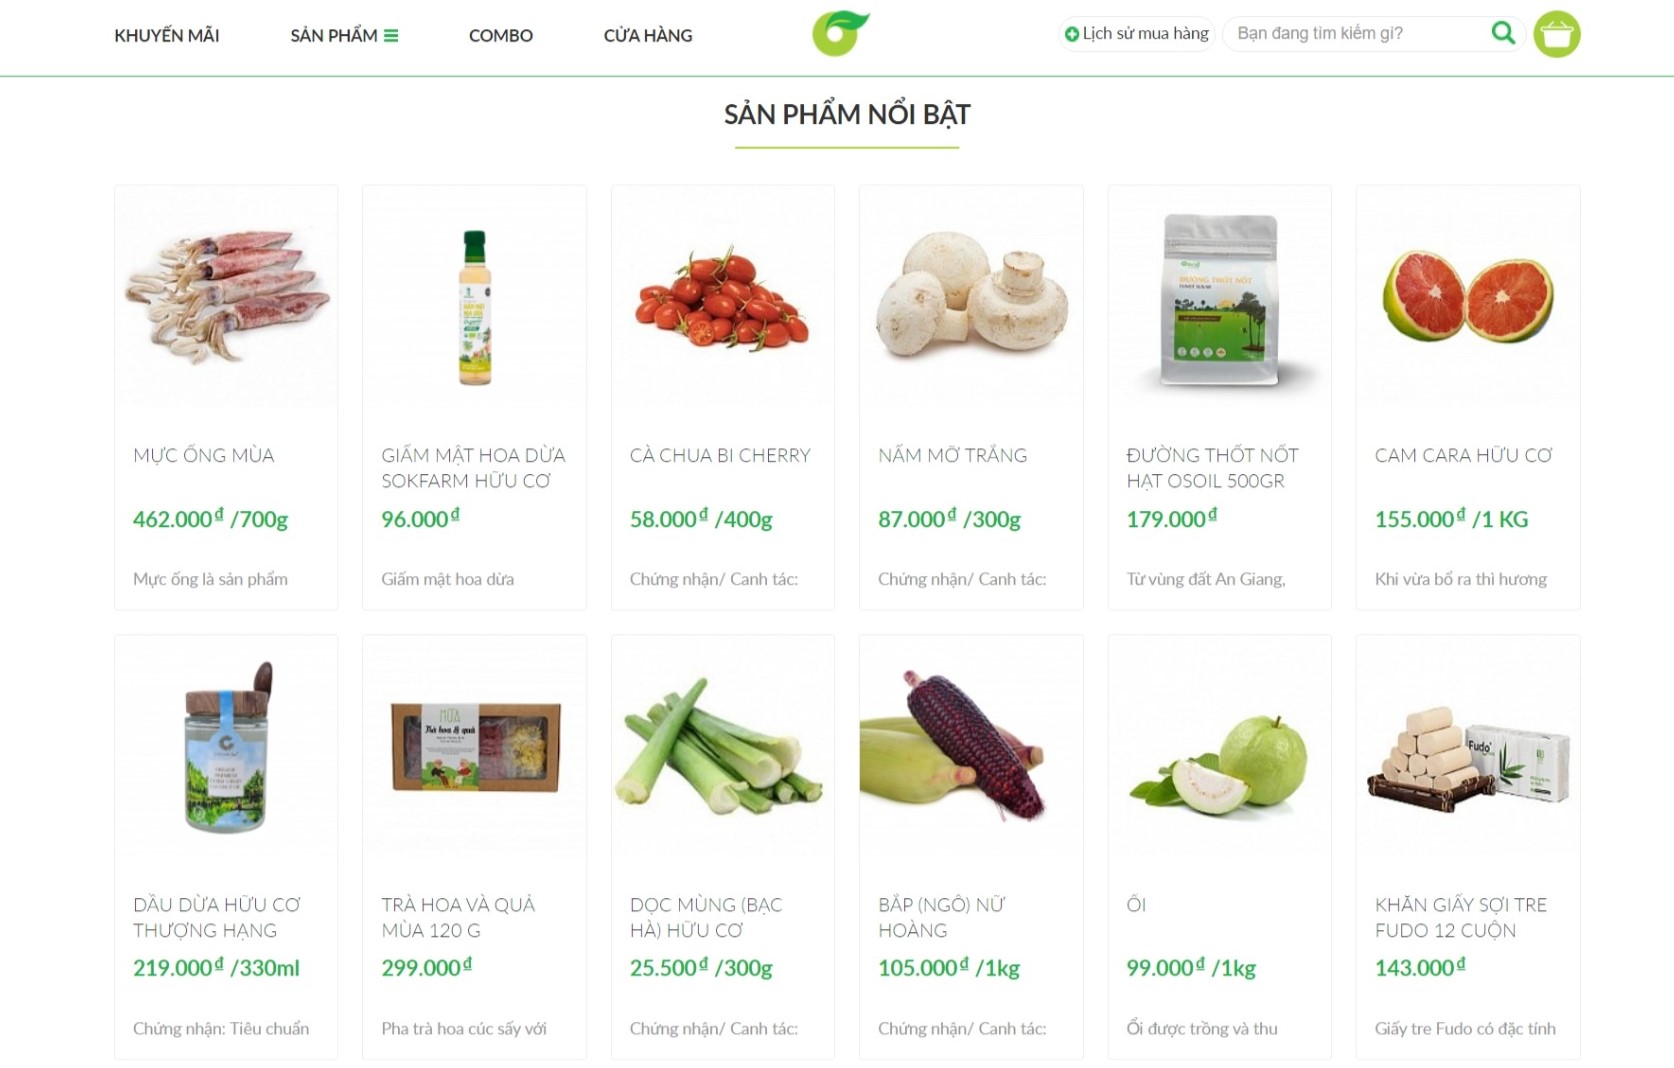 KHUYẾN MÃI
SẢN PHẨM
COMBO
CỬA HÀNG
Lịch sử mua hàng
Bạn đang tìm kiếm gì?
SẢN PHẨM NỔI BẬT
MỰC ỐNG MÙA
462.000₫ /700g
Mực ống là sản phẩm
GIẤM MẬT HOA DỪA
SOKFARM HỮU CƠ
96.000₫
Giấm mật hoa dừa
CÀ CHUA BI CHERRY
58.000₫ /400g
Chứng nhận/ Canh tác:
NẤM MỠ TRẮNG
87.000₫ /300g
Chứng nhận/ Canh tác:
ĐƯỜNG THỐT NỐT
ĐƯỜNG THỐT NỐT
HẠT OSOIL 500GR
179.000₫
Từ vùng đất An Giang,
CAM CARA HỮU CƠ
155.000₫ /1 KG
Khi vừa bổ ra thì hương
DẦU DỪA HỮU CƠ
THƯỢNG HẠNG
219.000₫ /330ml
Chứng nhận: Tiêu chuẩn
MÙA
Trà hoa & quả
TRÀ HOA VÀ QUẢ
MÙA 120 G
299.000₫
Pha trà hoa cúc sấy với
DỌC MÙNG (BẠC
HÀ) HỮU CƠ
25.500₫ /300g
Chứng nhận/ Canh tác:
BẮP (NGÔ) NỮ
HOÀNG
105.000₫ /1kg
Chứng nhận/ Canh tác:
ỔI
99.000₫ /1kg
Ổi được trồng và thu
Fudo
KHĂN GIẤY SỢI TRE
FUDO 12 CUỘN
143.000₫
Giấy tre Fudo có đặc tính